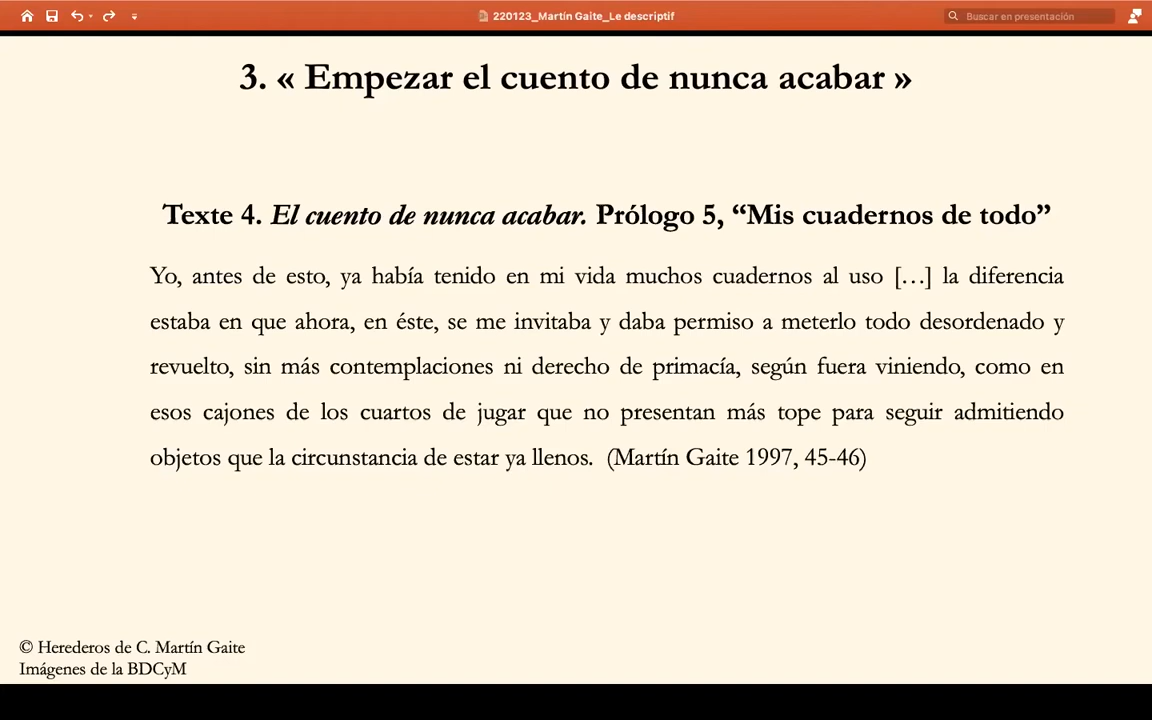 220123_Martín Gaite_Le descriptif
Buscar en presentación
3. « Empezar el cuento de nunca acabar »
Texte 4. El cuento de nunca acabar. Prólogo 5, “Mis cuadernos de todo”
Yo, antes de esto, ya había tenido en mi vida muchos cuadernos al uso […] la diferencia
estaba en que ahora, en éste, se me invitaba y daba permiso a meterlo todo desordenado y
revuelto, sin más contemplaciones ni derecho de primacía, según fuera viniendo, como en
esos cajones de los cuartos de jugar que no presentan más tope para seguir admitiendo
objetos que la circunstancia de estar ya llenos. (Martín Gaite 1997, 45-46)
© Herederos de C. Martín Gaite
Imágenes de la BDCyM